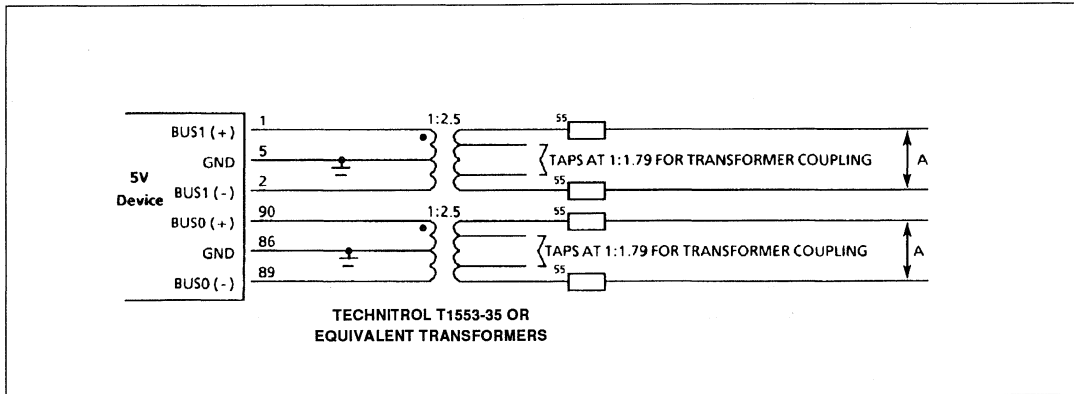 1 1:2.5 55
BUS1 (+)
GND 5 TAPS AT 1:1.79 FOR TRANSFORMER COUPLING A
5V
Device
BUS1 (-) 2 55
BUS0 (+) 90 1:2.5 55
GND 86 TAPS AT 1:1.79 FOR TRANSFORMER COUPLING A
BUS0 (-) 89 55
TECHNITROL T1553-35 OR
EQUIVALENT TRANSFORMERS